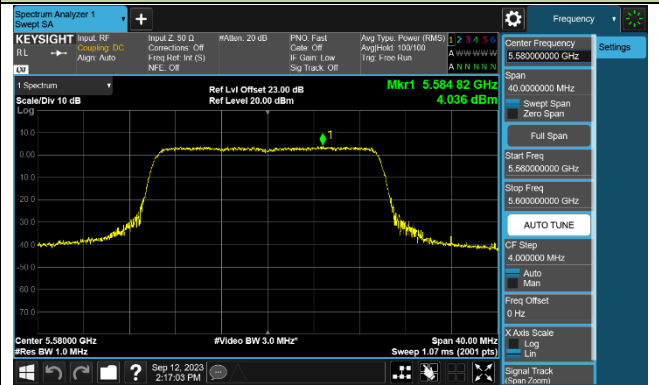 Spectrum Analyzer 1
Swept SA
+
Frequency
KEYSIGHT
RL
Input: RF
Coupling: DC
Align: Auto
Input Z: 50 Ω
Corrections: Off
Freq Ref: Int (S)
NFE: Off
#Atten: 20 dB
PNO: Fast
Gate: Off
IF Gain: Low
Sig Track: Off
Avg Type: Power (RMS)
Avg|Hold: 100/100
Trig: Free Run
1 2 3 4 5 6
A W W W W W
A N N N N N
1 Spectrum
Scale/Div 10 dB
Log
Ref Lvl Offset 23.00 dB
Ref Level 20.00 dBm
Mkr1 5.584 82 GHz
4.036 dBm
10.0
0.00
10.0
20.0
30.0
40.0
50.0
60.0
70.0
1
Center 5.58000 GHz
#Res BW 1.0 MHz
#Video BW 3.0 MHz*
Span 40.00 MHz
Sweep 1.07 ms (2001 pts)
Sep 12, 2023
2:17:03 PM
?
Center Frequency
5.580000000 GHz
Settings
Span
40.0000000 MHz
Swept Span
Zero Span
Full Span
Start Freq
5.560000000 GHz
Stop Freq
5.600000000 GHz
AUTO TUNE
CF Step
4.000000 MHz
Auto
Man
Freq Offset
0 Hz
X Axis Scale
Log
Lin
Signal Track
(Span Zoom)